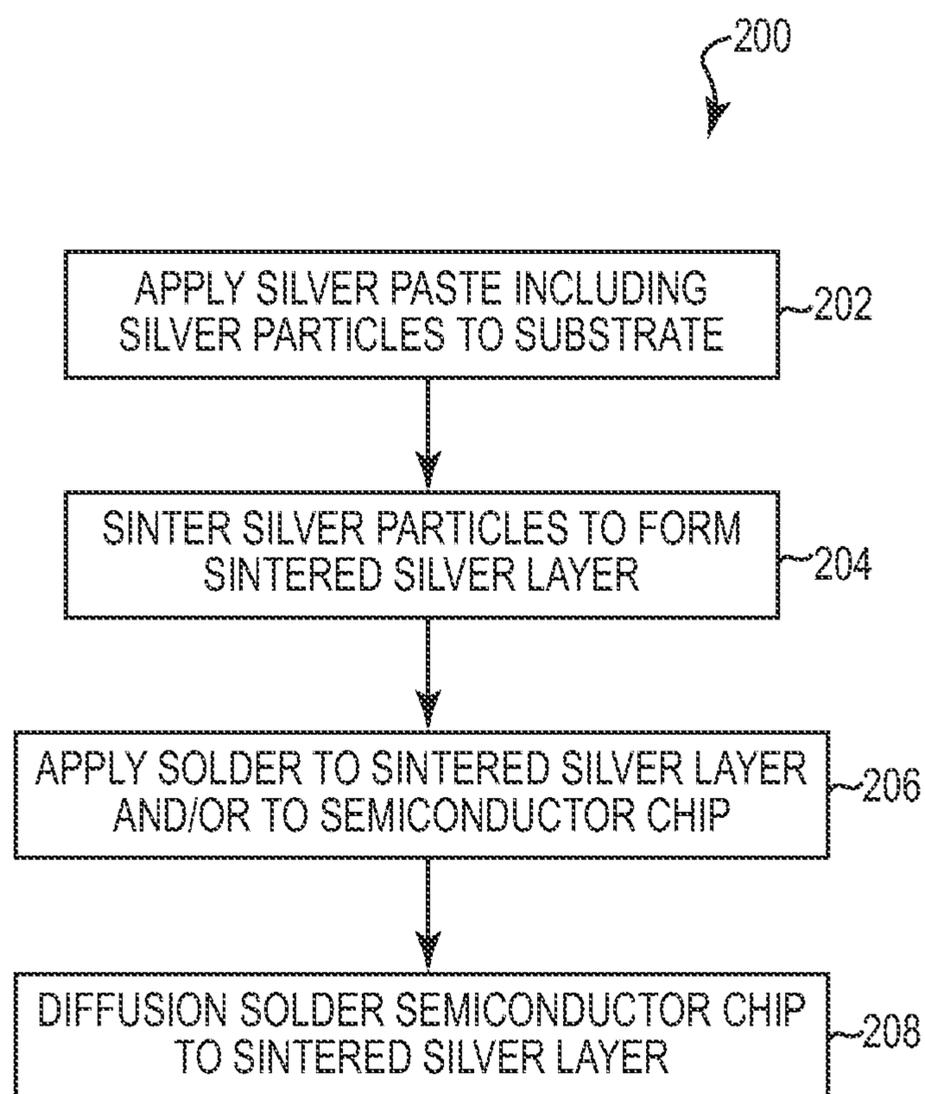 200
APPLY SILVER PASTE INCLUDING
SILVER PARTICLES TO SUBSTRATE
202
SINTER SILVER PARTICLES TO FORM
SINTERED SILVER LAYER
204
APPLY SOLDER TO SINTERED SILVER LAYER
AND/OR TO SEMICONDUCTOR CHIP
206
DIFFUSION SOLDER SEMICONDUCTOR CHIP
TO SINTERED SILVER LAYER
208